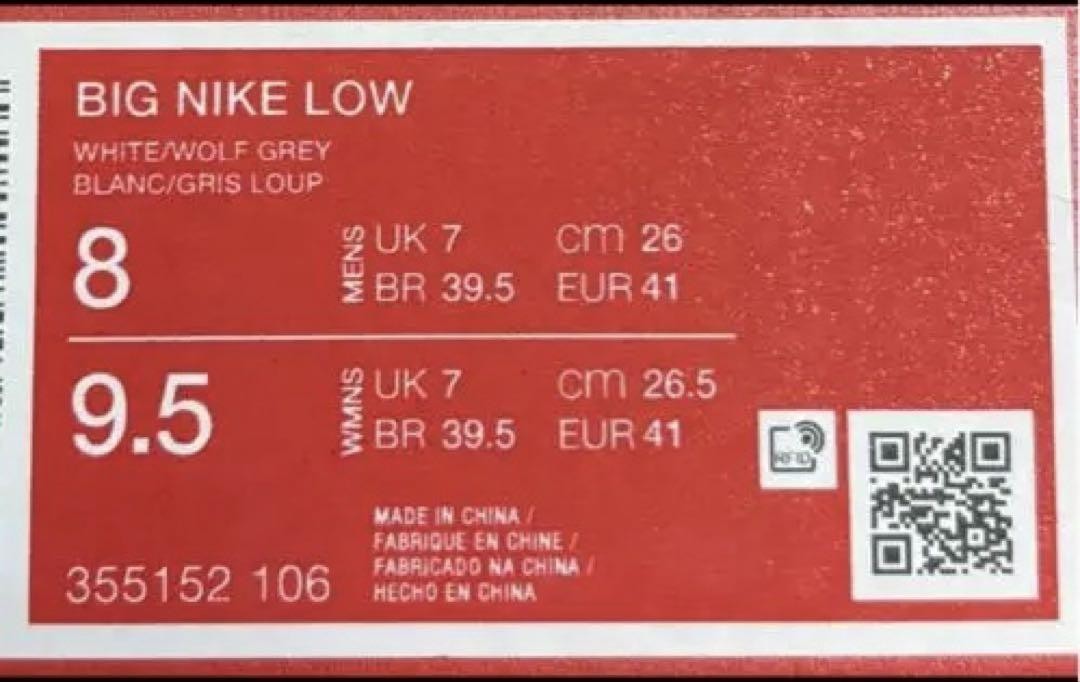 BIG NIKE LOW
WHITE/WOLF GREY
BLANC/GRIS LOUP
8
MENS
UK 7 cm 26
BR 39.5 EUR 41
9.5
WMNS
UK 7 cm 26.5
BR 39.5 EUR 41
RFID
MADE IN CHINA /
FABRIQUE EN CHINE /
FABRICADO NA CHINA /
HECHO EN CHINA
355152 106